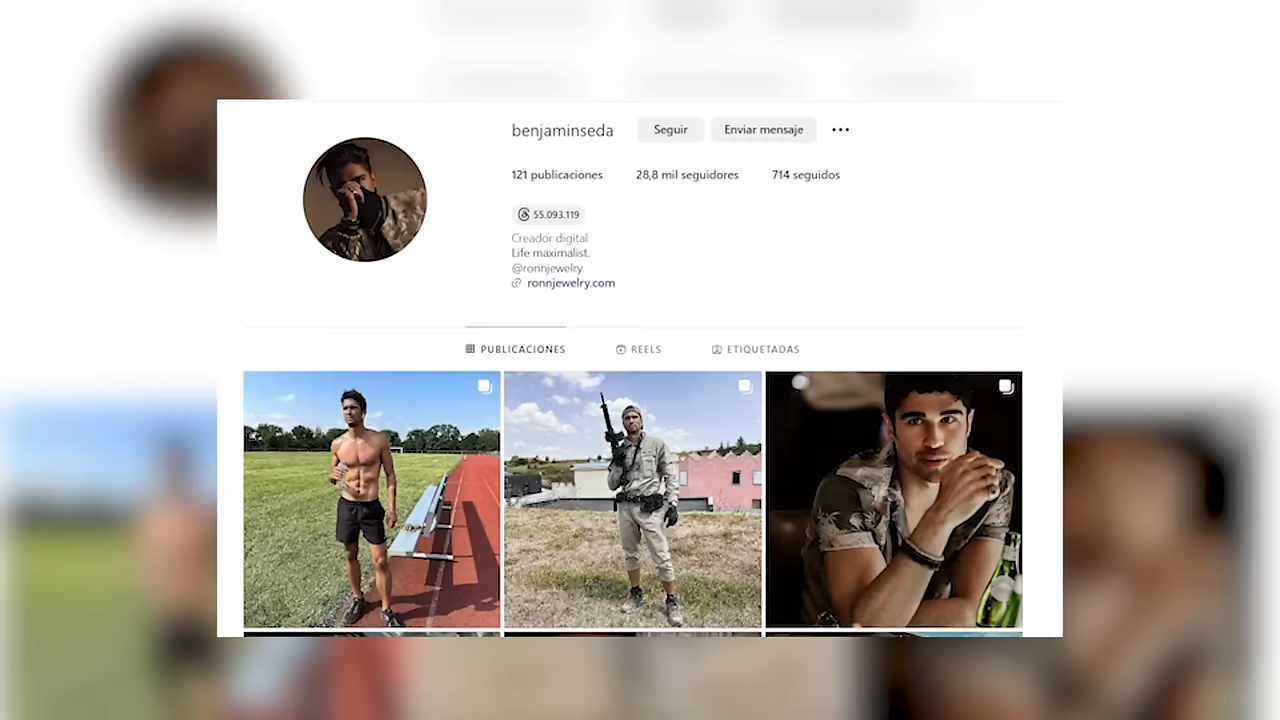 benjaminseda Seguir Enviar mensaje
121 publicaciones 28,8 mil seguidores 714 seguidos
55.093.119
Creador digital
Life maximalist.
@ronnjewelry
ronnjewelry.com
PUBLICACIONES REELS ETIQUETADAS